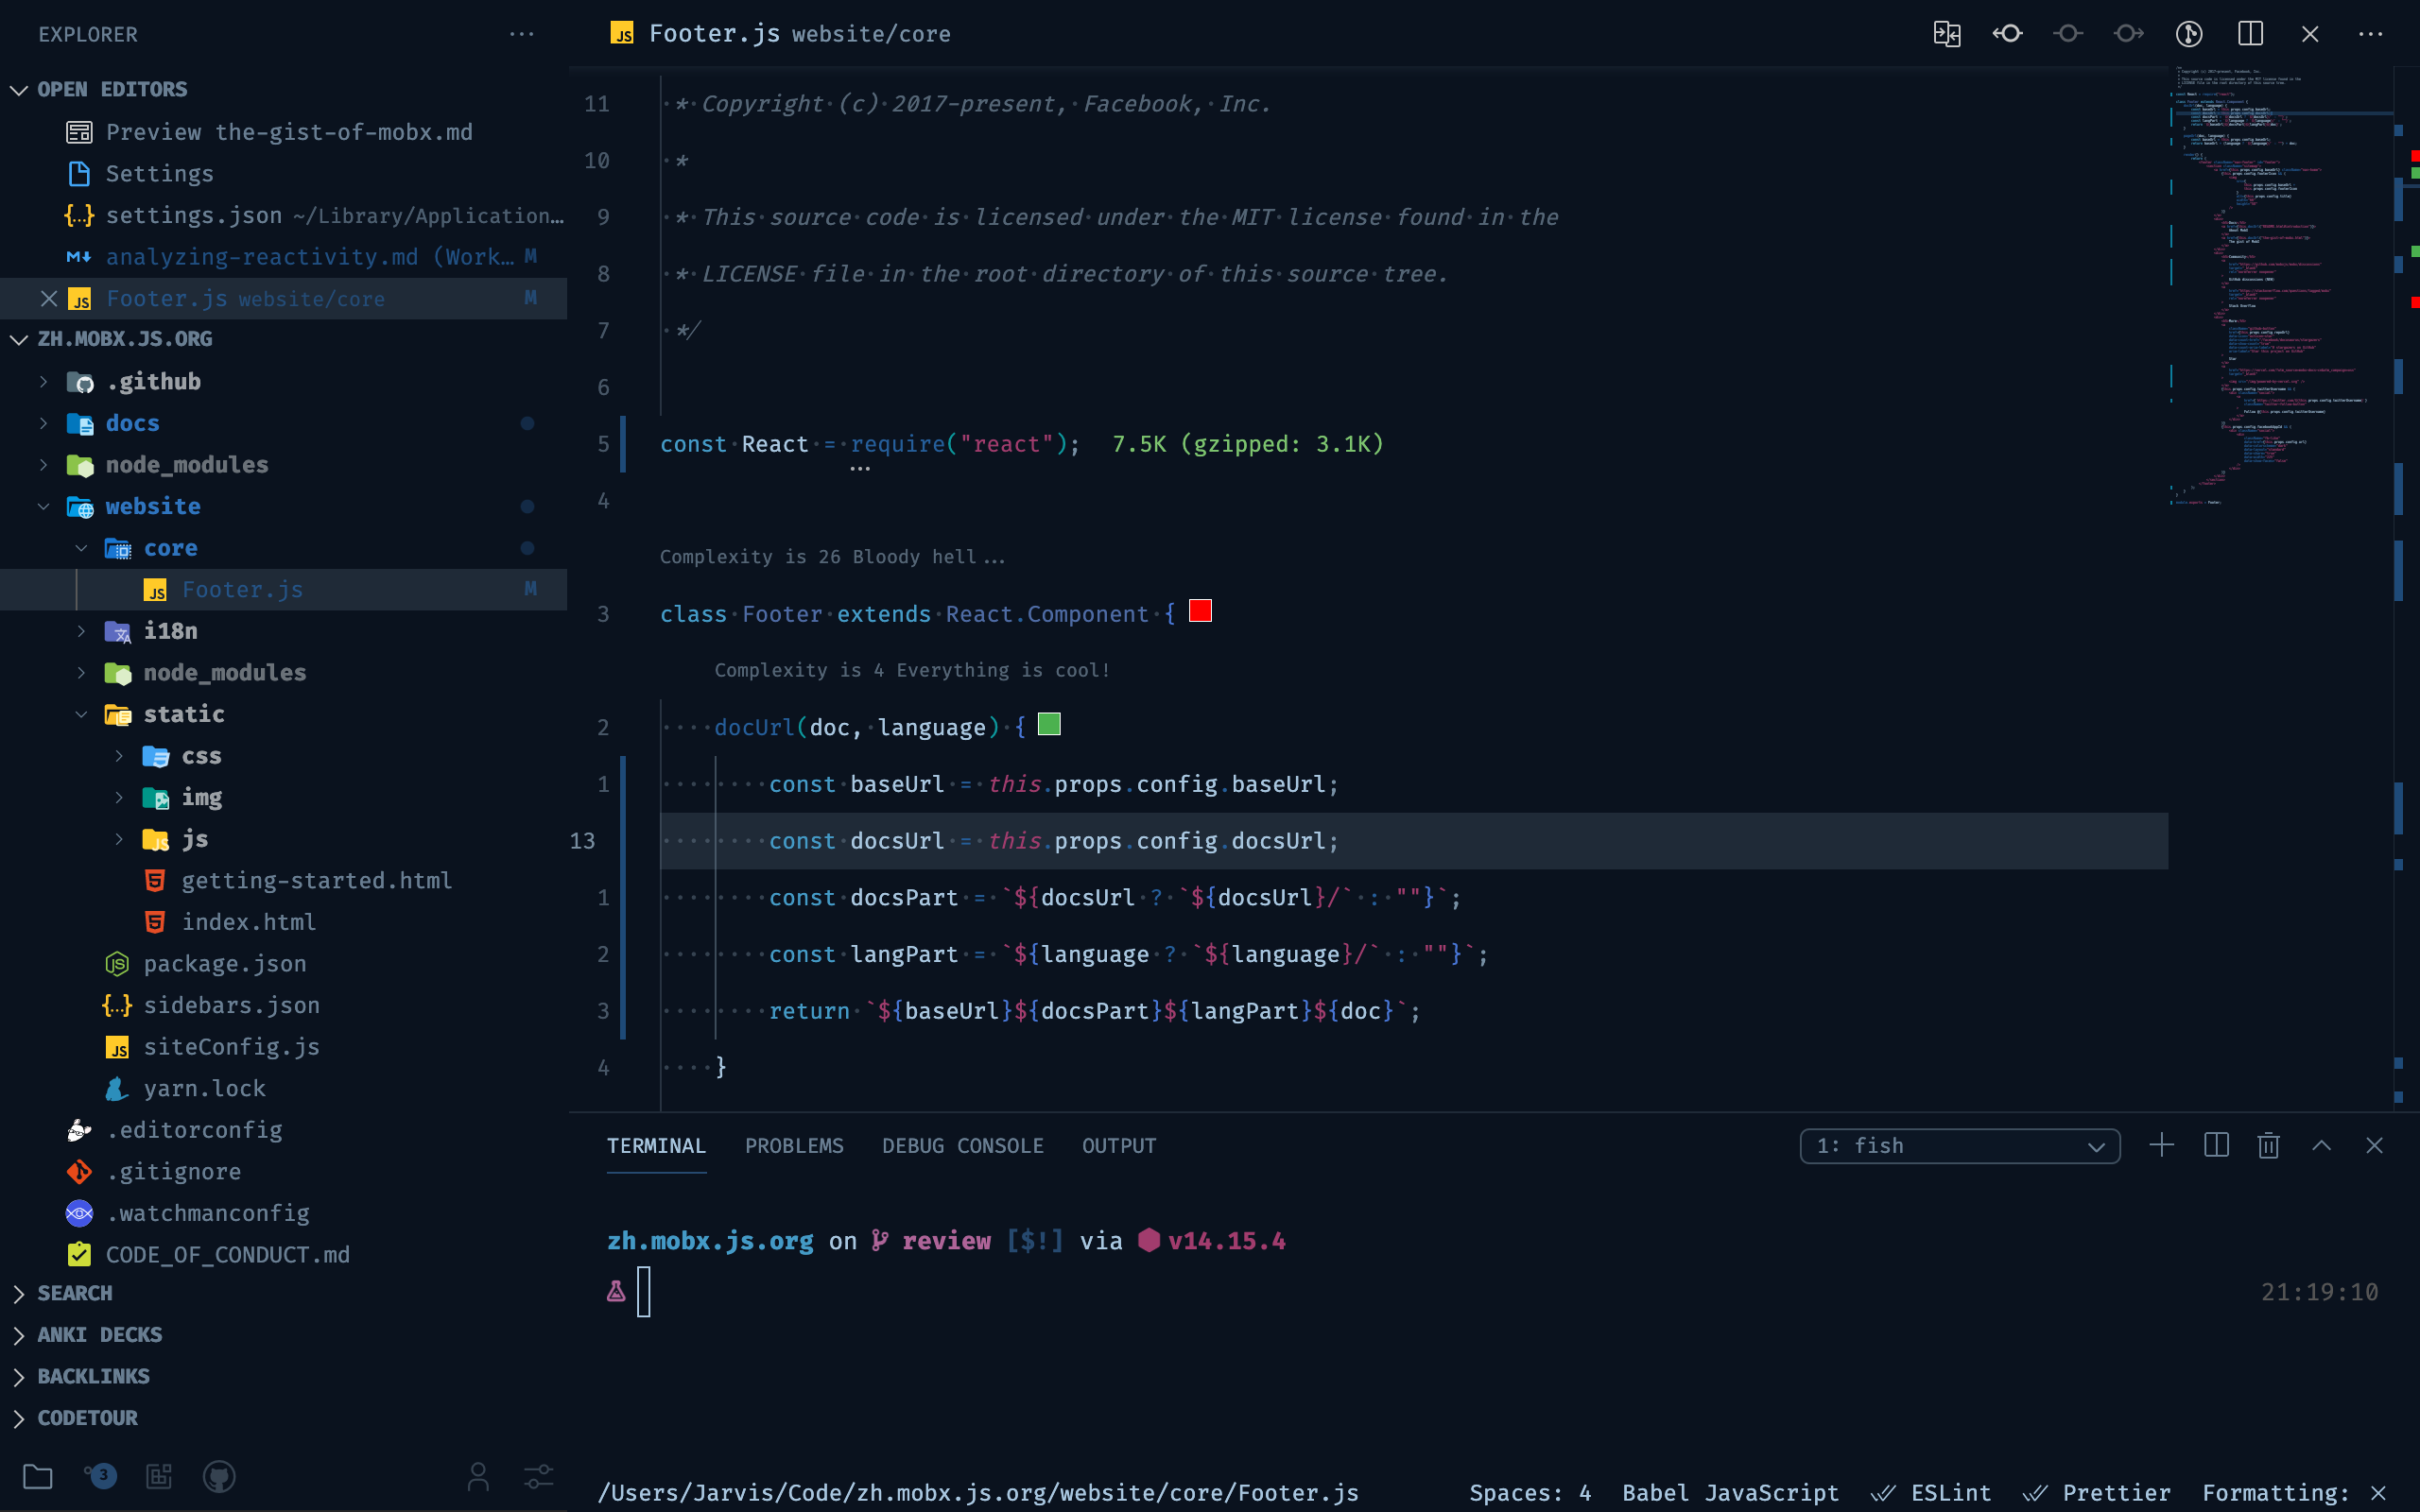 EXPLORER
OPEN EDITORS
Preview the-gist-of-mobx.md
Settings
settings.json ~/Library/Application...
analyzing-reactivity.md (Work... M
Footer.js website/core M
ZH.MOBX.JS.ORG
.github
docs
node_modules
website
core
Footer.js M
i18n
node_modules
static
css
img
js
getting-started.html
index.html
package.json
sidebars.json
siteConfig.js
yarn.lock
.editorconfig
.gitignore
.watchmanconfig
CODE_OF_CONDUCT.md
SEARCH
ANKI DECKS
BACKLINKS
CODETOUR
3
JS Footer.js website/core
11 * Copyright (c) 2017-present, Facebook, Inc.
10 *
9 * This source code is licensed under the MIT license found in the
8 * LICENSE file in the root directory of this source tree.
7 */
6
5 const React = require("react"); 7.5K (gzipped: 3.1K)
4
Complexity is 26 Bloody hell...
3 class Footer extends React.Component {
Complexity is 4 Everything is cool!
2 docUrl(doc, language) {
1 const baseUrl = this.props.config.baseUrl;
13 const docsUrl = this.props.config.docsUrl;
1 const docsPart = `${docsUrl ? `${docsUrl}/` : ""}`;
2 const langPart = `${language ? `${language}/` : ""}`;
3 return `${baseUrl}${docsPart}${langPart}${doc}`;
4 }
TERMINAL PROBLEMS DEBUG CONSOLE OUTPUT
1: fish
zh.mobx.js.org on review [$!] via v14.15.4
21:19:10
/Users/Jarvis/Code/zh.mobx.js.org/website/core/Footer.js Spaces: 4 Babel JavaScript ESLint Prettier Formatting: ×